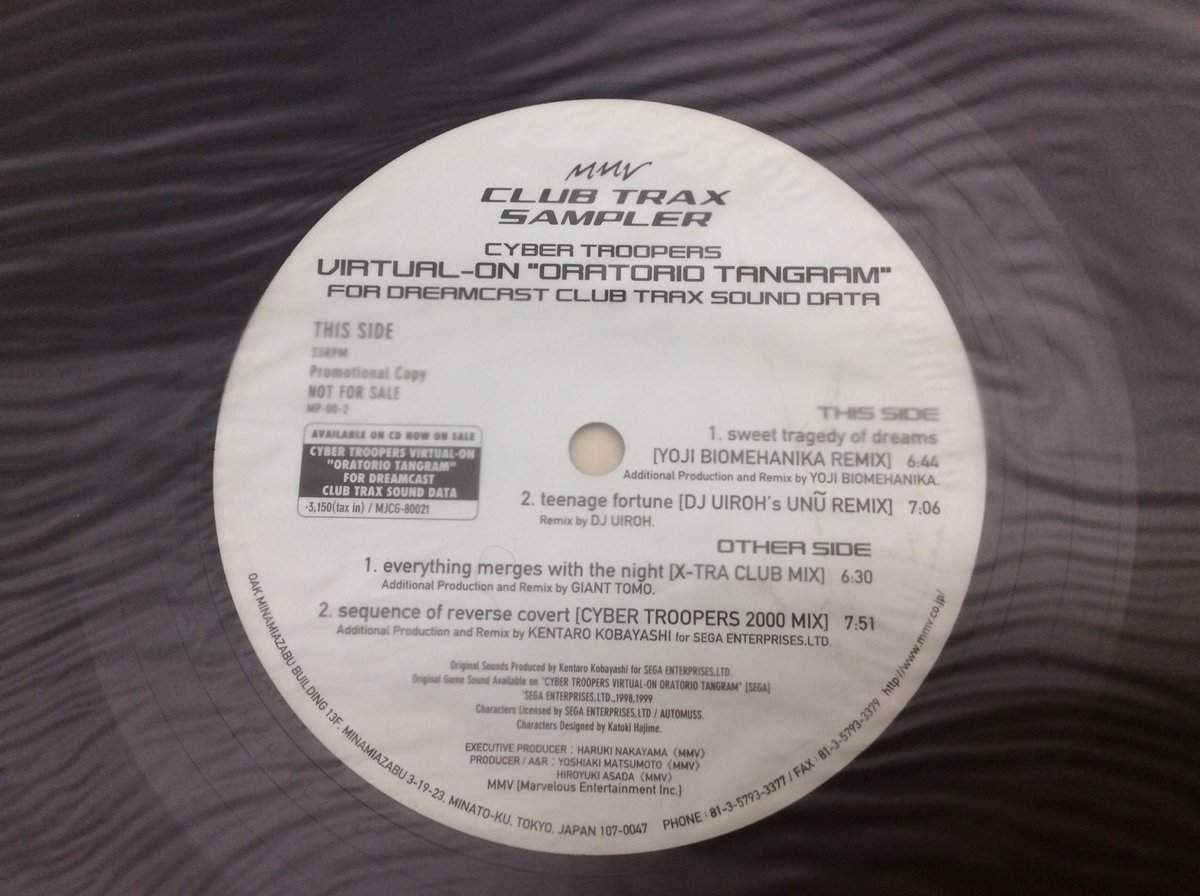 MMV
CLUB TRAX
SAMPLER
CYBER TROOPERS
VIRTUAL-ON "ORATORIO TANGRAM"
FOR DREAMCAST CLUB TRAX SOUND DATA
THIS SIDE
33RPM
Promotional Copy
NOT FOR SALE
MP-00-2
AVAILABLE ON CD NOW ON SALE
CYBER TROOPERS VIRTUAL-ON
"ORATORIO TANGRAM"
FOR DREAMCAST
CLUB TRAX SOUND DATA
·3,150(tax in) / MJCG-80021
THIS SIDE
1. sweet tragedy of dreams
[YOJI BIOMEHANIKA REMIX] 6:44
Additional Production and Remix by YOJI BIOMEHANIKA.
2. teenage fortune [DJ UIROH's UNŨ REMIX] 7:06
Remix by DJ UIROH.
OTHER SIDE
1. everything merges with the night [X-TRA CLUB MIX] 6:30
Additional Production and Remix by GIANT TOMO.
2. sequence of reverse covert [CYBER TROOPERS 2000 MIX] 7:51
Additional Production and Remix by KENTARO KOBAYASHI for SEGA ENTERPRISES,LTD.
Original Sounds Produced by Kentaro Kobayashi for SEGA ENTERPRISES,LTD.
Original Game Sound Available on "CYBER TROOPERS VIRTUAL-ON ORATORIO TANGRAM" [SEGA]
'SEGA ENTERPRISES,LTD.,1998,1999
Characters Licensed by SEGA ENTERPRISES,LTD / AUTOMUSS.
Characters Designed by Katoki Hajime.
EXECUTIVE PRODUCER : HARUKI NAKAYAMA《MMV》
PRODUCER / A&R : YOSHIAKI MATSUMOTO《MMV》
HIROYUKI ASADA《MMV》
MMV [Marvelous Entertainment Inc.]
OAK MINAMIAZABU BUILDING 13F. MINAMIAZABU 3-19-23, MINATO-KU, TOKYO, JAPAN 107-0047 PHONE : 81-3-5793-3377 / FAX : 81-3-5793-3379 http://www.mmv.co.jp/